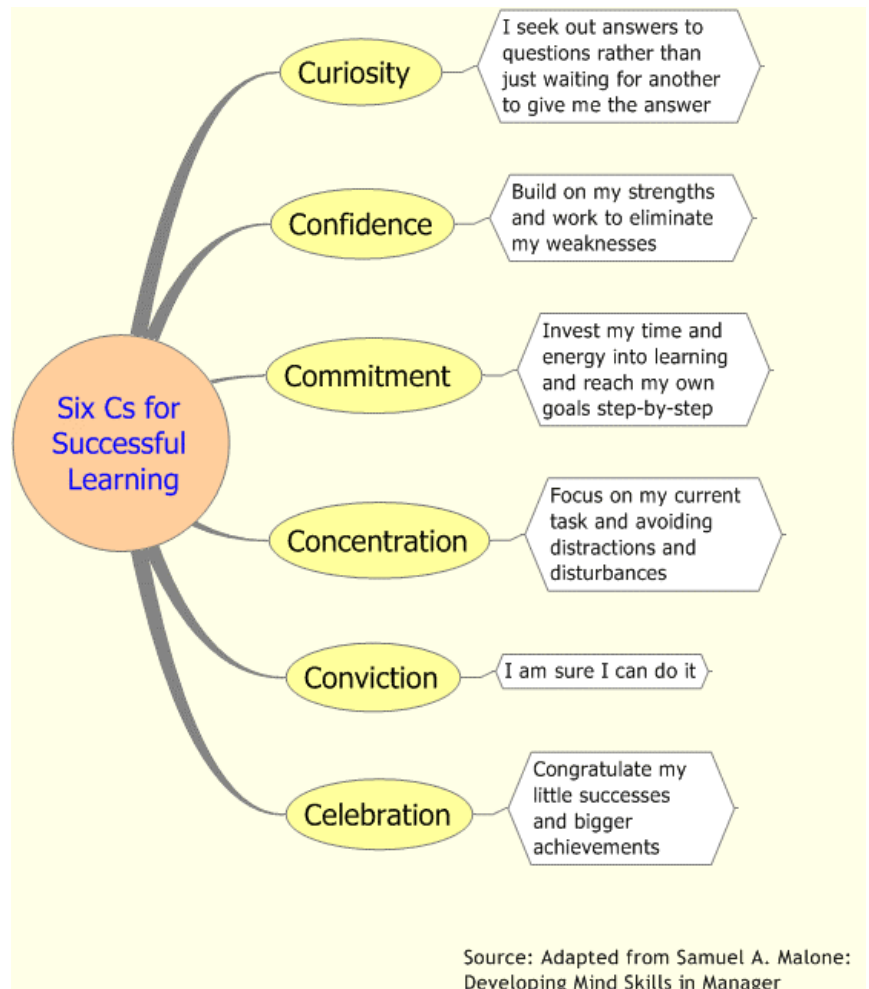 Curiosity
I seek out answers to
questions rather than
just waiting for another
to give me the answer
Confidence
Build on my strengths
and work to eliminate
my weaknesses
Commitment
Invest my time and
energy into learning
and reach my own
goals step-by-step
Six Cs for
Successful
Learning
Concentration
Focus on my current
task and avoiding
distractions and
disturbances
Conviction
I am sure I can do it
Celebration
Congratulate my
little successes
and bigger
achievements
Source: Adapted from Samuel A. Malone:
Developing Mind Skills in Manager